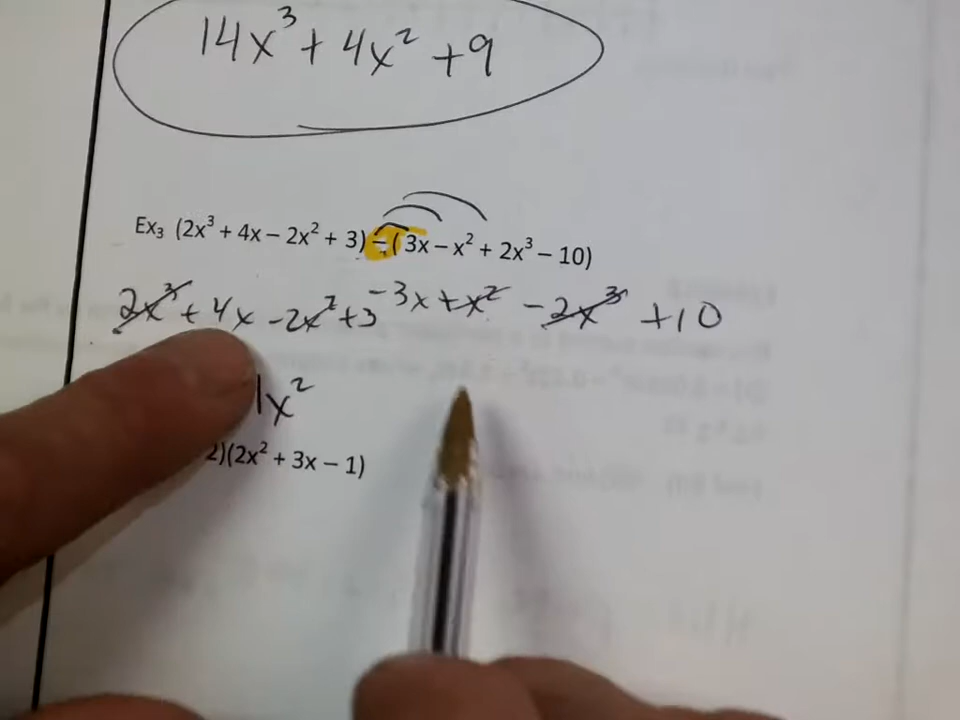 14x³ + 4x² + 9
Ex₃ (2x³ + 4x − 2x² + 3) − (3x − x² + 2x³ − 10)
2x³ + 4x − 2x² + 3 − 3x + x² − 2x³ + 10
1x²
2)(2x² + 3x − 1)